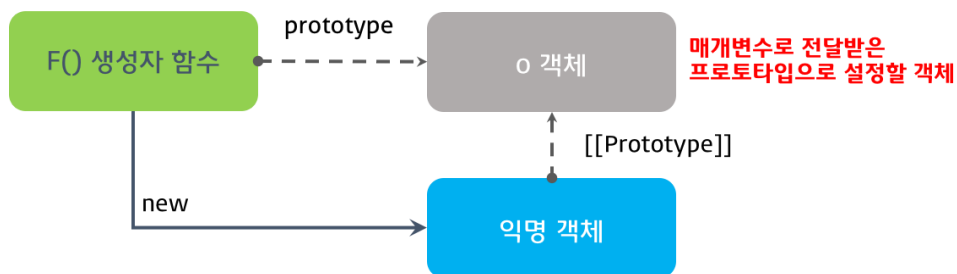 prototype
F() 생성자 함수
o 객체
매개변수로 전달받은
프로토타입으로 설정할 객체
[[Prototype]]
new
익명 객체